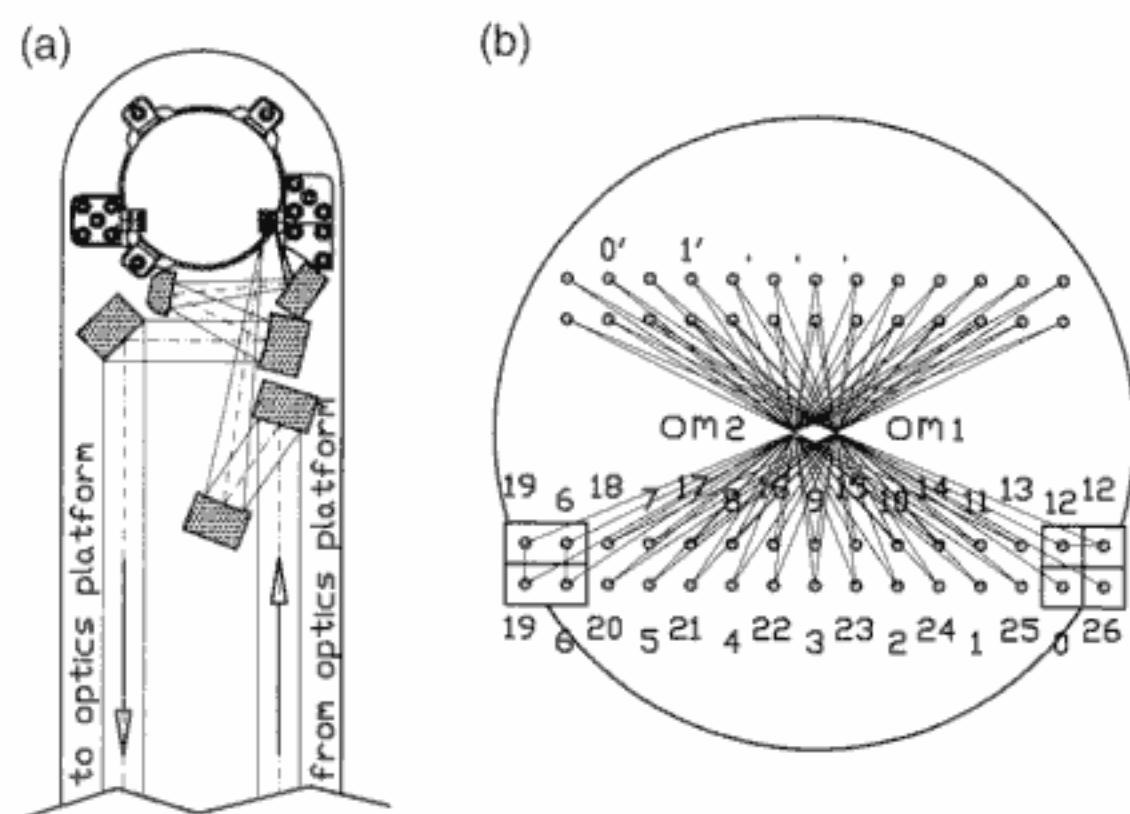 (a)
(b)
to optics platform
from optics platform
0' 1' ' ' '
OM2 OM1
19 6 18 7 17 8 16 9 15 10 14 11 13 12 12
19 6 20 5 21 4 22 3 23 2 24 1 25 0 26